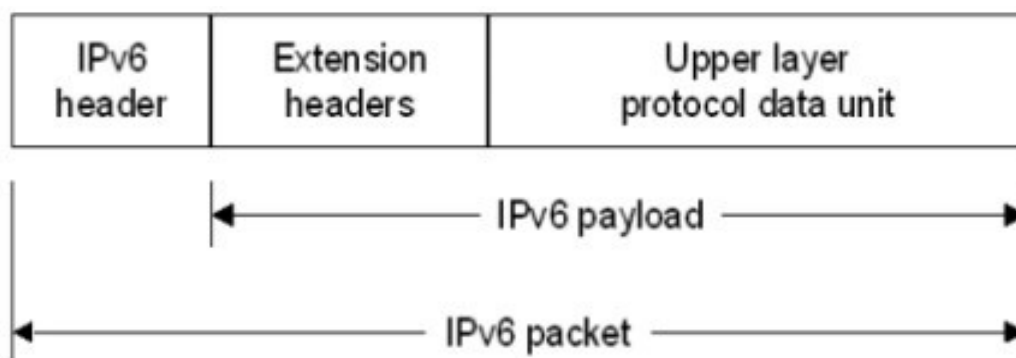 IPv6
header
Extension
headers
Upper layer
protocol data unit
IPv6 payload
IPv6 packet